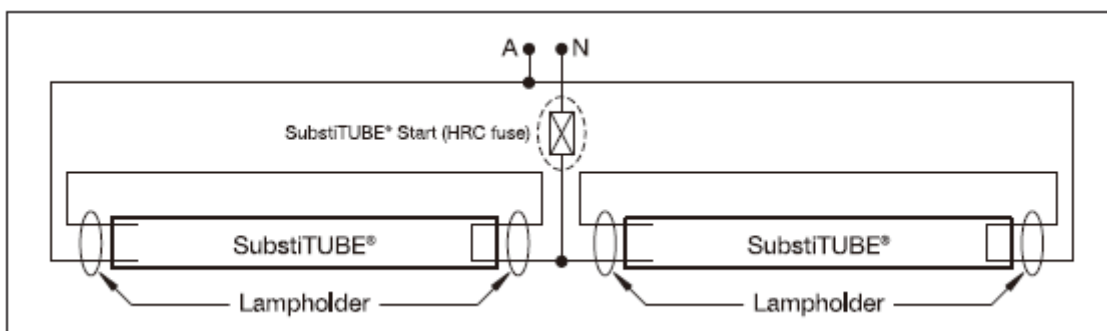 A N
SubstiTUBE® Start (HRC fuse)
SubstiTUBE® SubstiTUBE®
Lampholder Lampholder